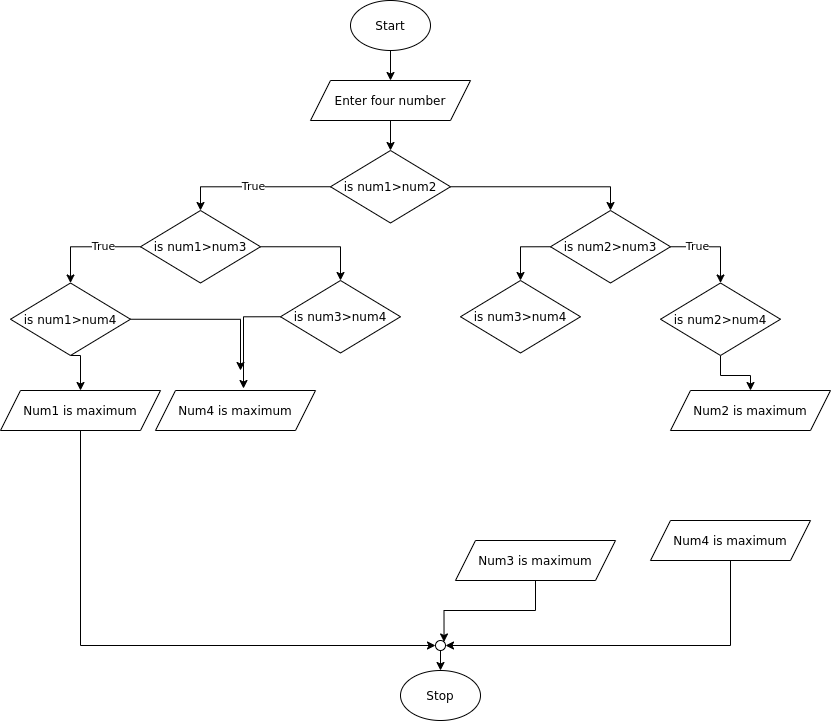 Start
Enter four number
is num1>num2
True
is num1>num3
True
is num2>num3
True
is num1>num4
is num3>num4
is num3>num4
is num2>num4
Num1 is maximum
Num4 is maximum
Num2 is maximum
Num3 is maximum
Num4 is maximum
Stop